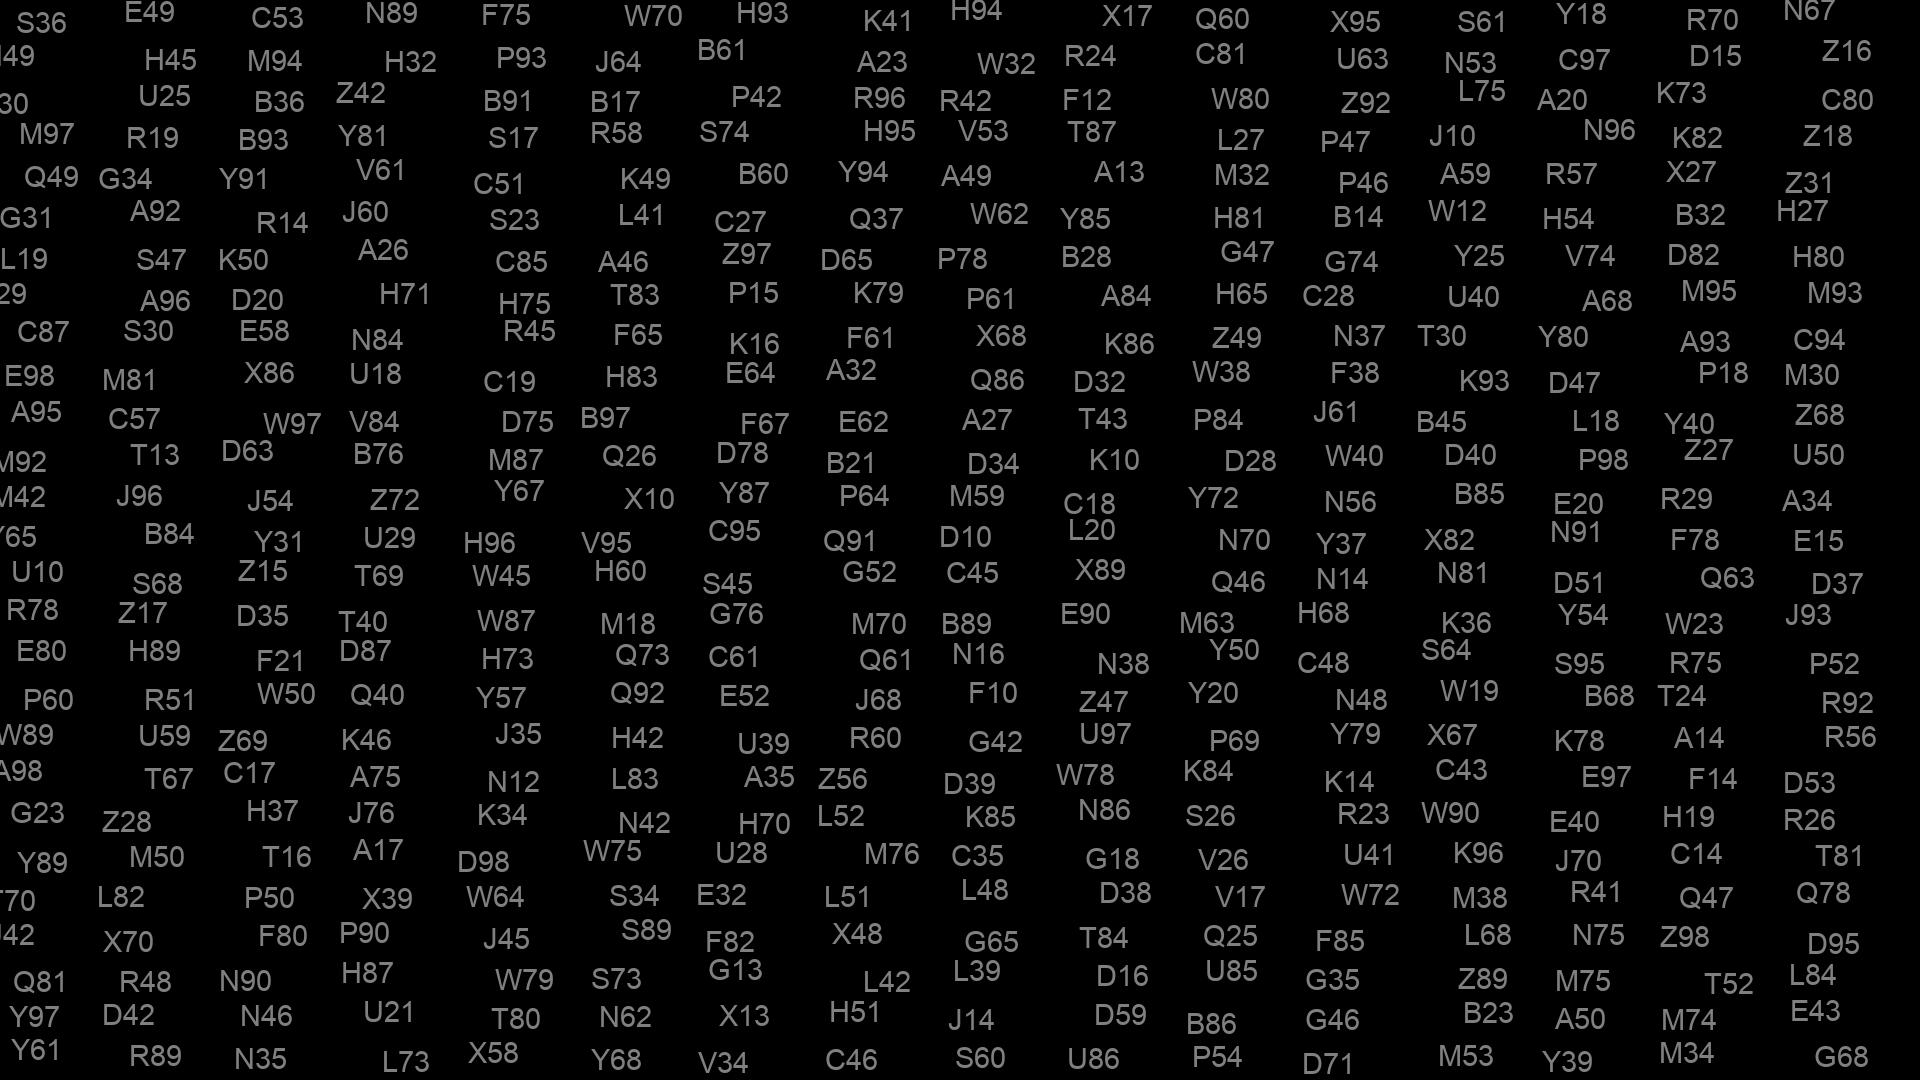 S36 E49 C53 N89 F75 W70 H93 K41 H94 X17 Q60 X95 S61 Y18 R70 N67
H45 M94 H32 P93 J64 B61 A23 W32 R24 C81 U63 N53 C97 D15 Z16
U25 B36 Z42 B91 B17 P42 R96 R42 F12 W80 Z92 L75 A20 K73 C80
M97 R19 B93 Y81 S17 R58 S74 H95 V53 T87 L27 P47 J10 N96 K82 Z18
Q49 G34 Y91 V61 C51 K49 B60 Y94 A49 A13 M32 P46 A59 R57 X27 Z31
G31 A92 R14 J60 S23 L41 C27 Q37 W62 Y85 H81 B14 W12 H54 B32 H27
L19 S47 K50 A26 C85 A46 Z97 D65 P78 B28 G47 G74 Y25 V74 D82 H80
29 A96 D20 H71 H75 T83 P15 K79 P61 A84 H65 C28 U40 A68 M95 M93
C87 S30 E58 N84 R45 F65 K16 F61 X68 K86 Z49 N37 T30 Y80 A93 C94
E98 M81 X86 U18 C19 H83 E64 A32 Q86 D32 W38 F38 K93 D47 P18 M30
A95 C57 W97 V84 D75 B97 F67 E62 A27 T43 P84 J61 B45 L18 Y40 Z68
M92 T13 D63 B76 M87 Q26 D78 B21 D34 K10 D28 W40 D40 P98 Z27 U50
M42 J96 J54 Z72 Y67 X10 Y87 P64 M59 C18 Y72 N56 B85 E20 R29 A34
Y65 B84 Y31 U29 H96 V95 C95 Q91 D10 L20 N70 Y37 X82 N91 F78 E15
U10 S68 Z15 T69 W45 H60 S45 G52 C45 X89 Q46 N14 N81 D51 Q63 D37
R78 Z17 D35 T40 W87 M18 G76 M70 B89 E90 M63 H68 K36 Y54 W23 J93
E80 H89 F21 D87 H73 Q73 C61 Q61 N16 N38 Y50 C48 S64 S95 R75 P52
P60 R51 W50 Q40 Y57 Q92 E52 J68 F10 Z47 Y20 N48 W19 B68 T24 R92
W89 U59 Z69 K46 J35 H42 U39 R60 G42 U97 P69 Y79 X67 K78 A14 R56
A98 T67 C17 A75 N12 L83 A35 Z56 D39 W78 K84 K14 C43 E97 F14 D53
G23 Z28 H37 J76 K34 N42 H70 L52 K85 N86 S26 R23 W90 E40 H19 R26
Y89 M50 T16 A17 D98 W75 U28 M76 C35 G18 V26 U41 K96 J70 C14 T81
T70 L82 P50 X39 W64 S34 E32 L51 L48 D38 V17 W72 M38 R41 Q47 Q78
X70 F80 P90 J45 S89 F82 X48 G65 T84 Q25 F85 L68 N75 Z98 D95
Q81 R48 N90 H87 W79 S73 G13 L42 L39 D16 U85 G35 Z89 M75 T52 L84
Y97 D42 N46 U21 T80 N62 X13 H51 J14 D59 B86 G46 B23 A50 M74 E43
Y61 R89 N35 L73 X58 Y68 V34 C46 S60 U86 P54 D71 M53 Y39 M34 G68